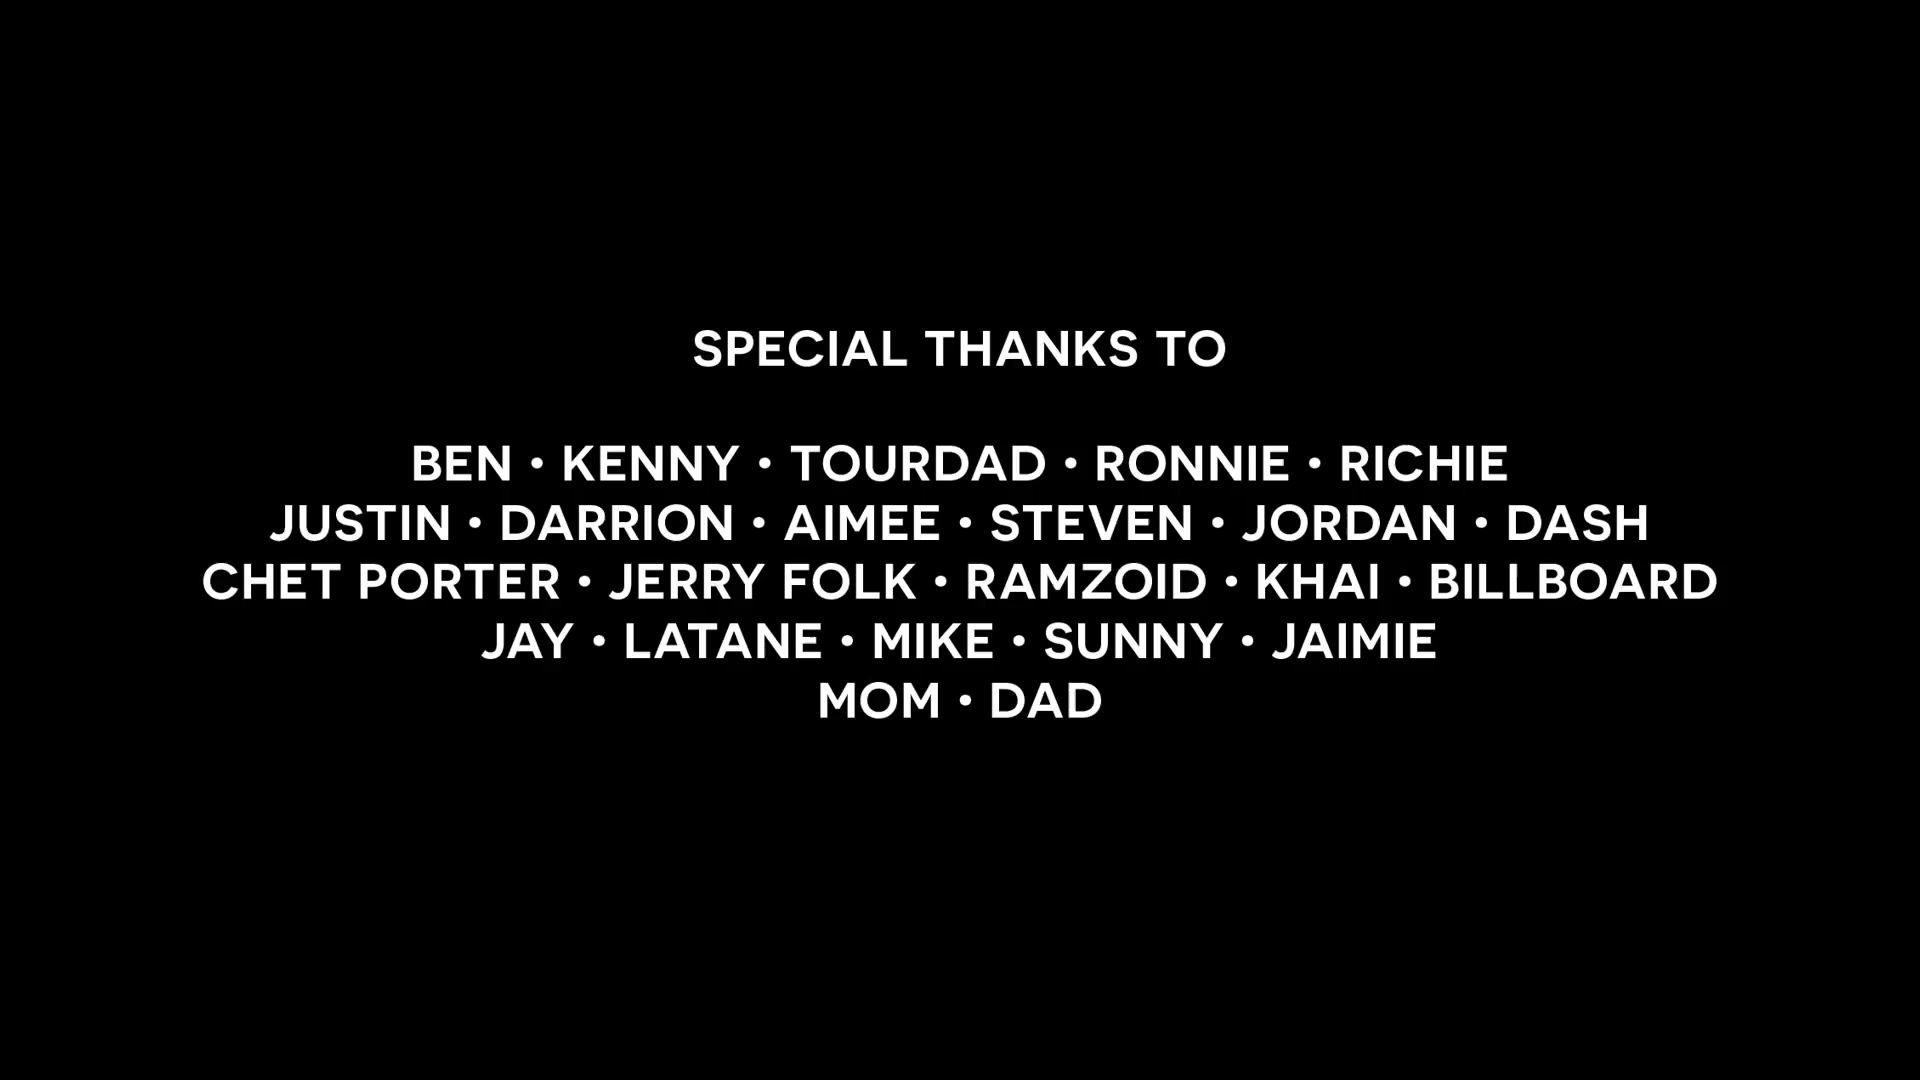 SPECIAL THANKS TO
BEN • KENNY • TOURDAD • RONNIE • RICHIE
JUSTIN • DARRION • AIMEE • STEVEN • JORDAN • DASH
CHET PORTER • JERRY FOLK • RAMZOID • KHAI • BILLBOARD
JAY • LATANE • MIKE • SUNNY • JAIMIE
MOM • DAD